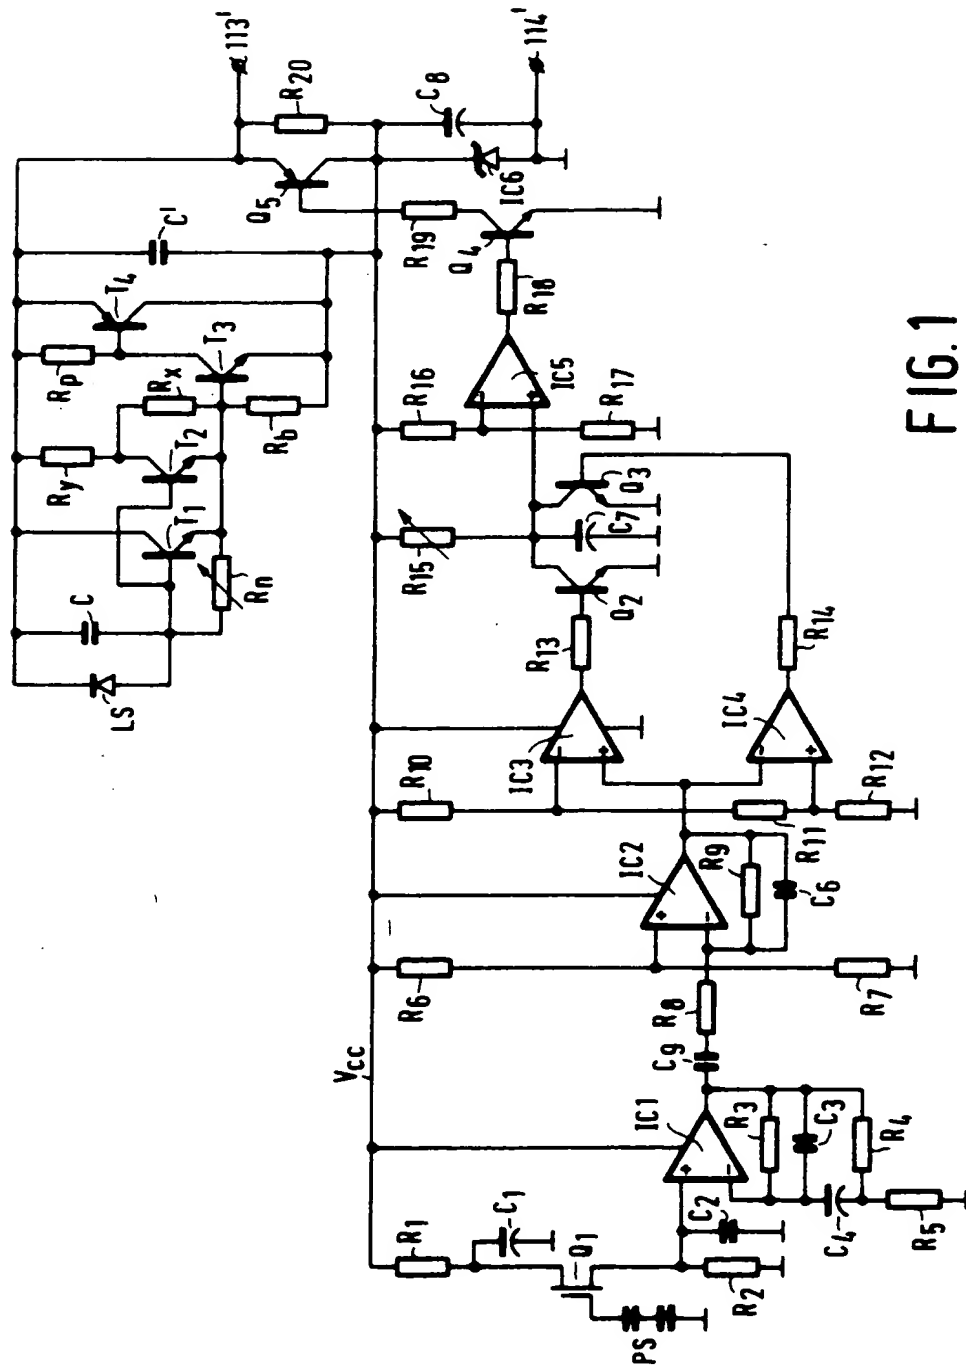 113'
114'
R20
C8
Q5
IC6
R19
Q4
R18
C'
T4
Rp
T3
Rx
Rb
Ry
T2
T1
Rn
C
LS
R16
IC5
R17
R15
Q3
C7
Q2
R13
R14
IC3
IC4
R10
R11
R12
IC2
R9
C6
R6
R7
R8
C9
Vcc
IC1
R3
C3
R4
C4
R5
R1
C1
Q1
C2
R2
PS
+
-
+
-
-
+
-
+
-
+
FIG.1